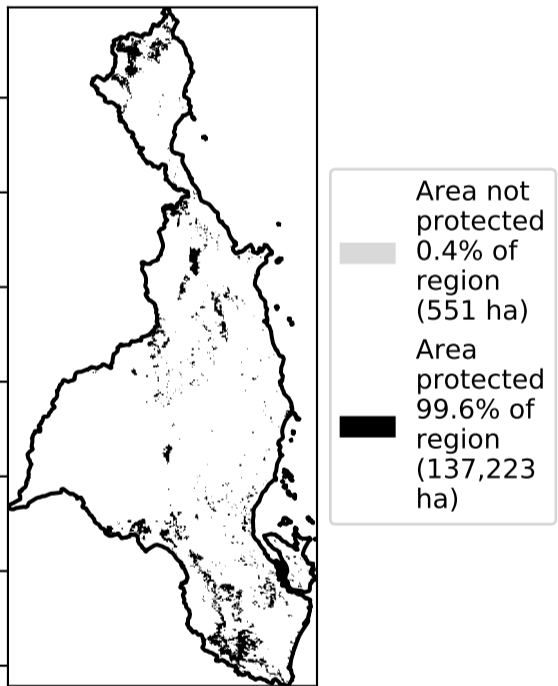 Area not
protected
0.4% of
region
(551 ha)
Area
protected
99.6% of
region
(137,223
ha)